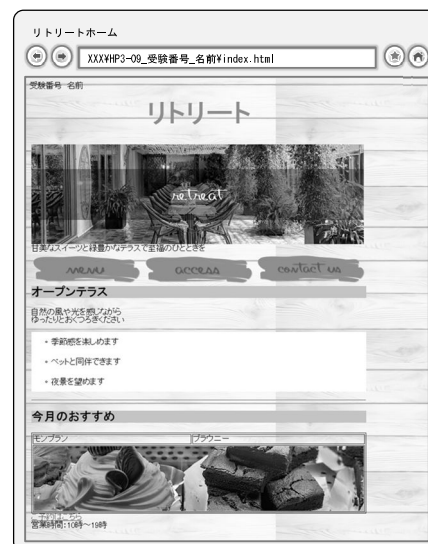 リトリートホーム
XXX¥HP3-09_受験番号_名前¥index.html
受験番号 名前
リトリート
retreat
甘美なスイーツと緑豊かなテラスで至福のひとときを
menu access contact us
オープンテラス
自然の風や光を感じながら
ゆったりとおくつろぎください
・季節感を楽しめます
・ペットと同伴できます
・夜景を望めます
今月のおすすめ
モンブラン ブラウニー
ご予約はこちら
営業時間:10時～19時